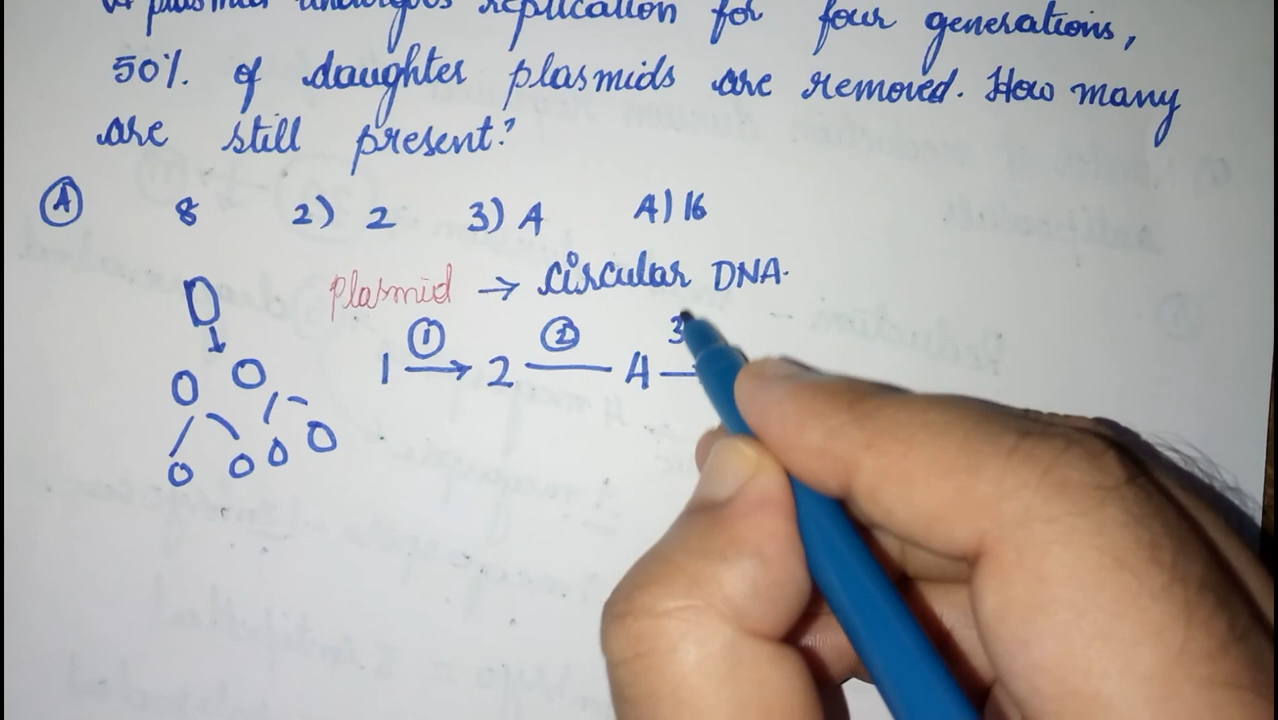 A plasmid undergoes replication for four generations,
50% of daughter plasmids are removed. How many
are still present?
A 8 2) 2 3) 4 4) 16
plasmid → circular DNA.
1 2 3
1 → 2 — 4 —